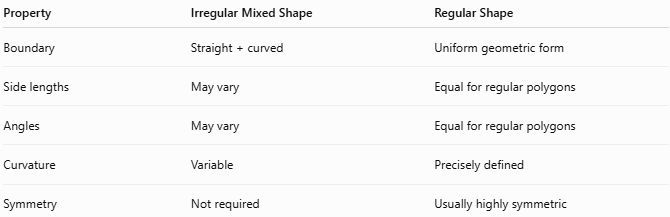 Property Irregular Mixed Shape Regular Shape
Boundary Straight + curved Uniform geometric form
Side lengths May vary Equal for regular polygons
Angles May vary Equal for regular polygons
Curvature Variable Precisely defined
Symmetry Not required Usually highly symmetric